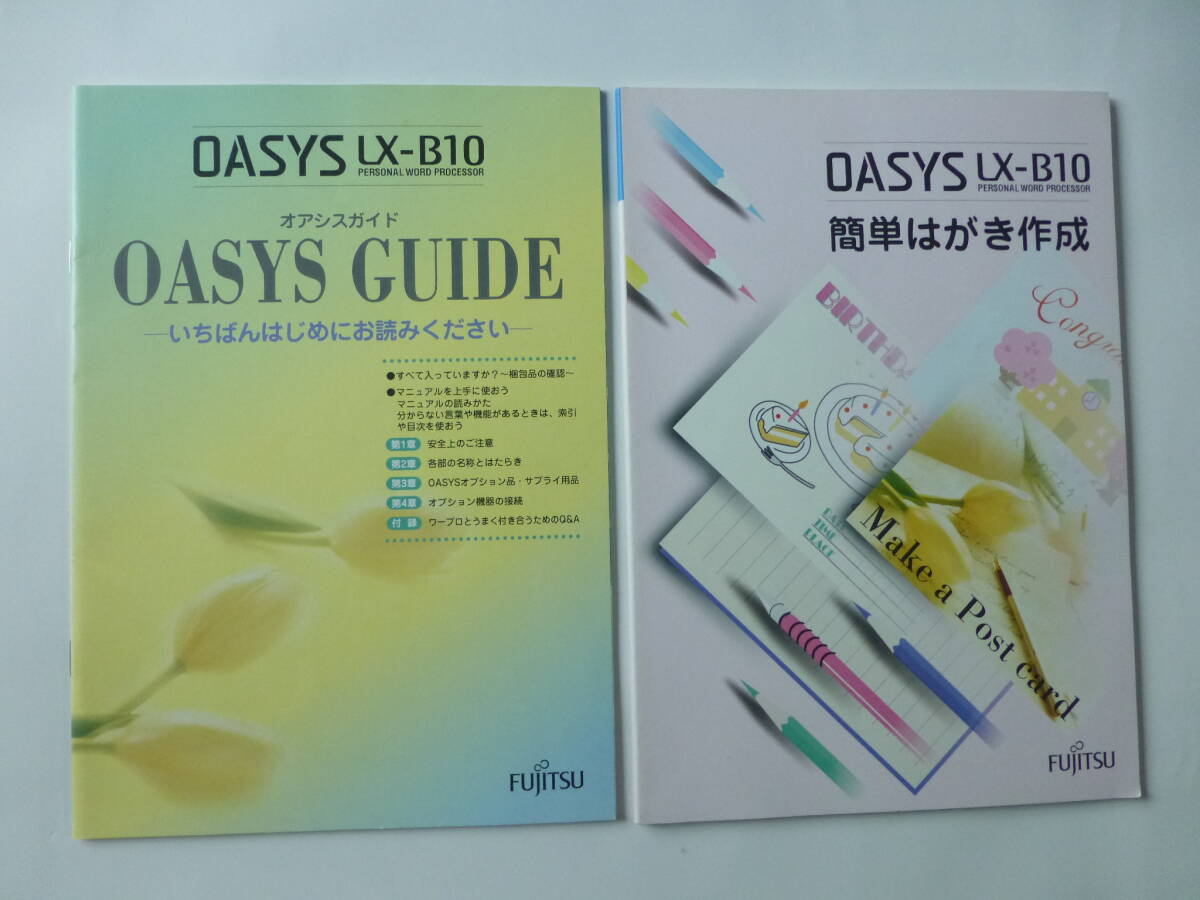 OASYS LX-B10
PERSONAL WORD PROCESSOR
オアシスガイド
OASYS GUIDE
―いちばんはじめにお読みください―
●すべて入っていますか？～梱包品の確認～
●マニュアルを上手に使おう
マニュアルの読みかた
分からない言葉や機能があるときは、索引
や目次を使おう
第1章 安全上のご注意
第2章 各部の名称とはたらき
第3章 OASYSオプション品・サプライ用品
第4章 オプション機器の接続
付録 ワープロとうまく付き合うためのQ&A
FUJITSU
OASYS LX-B10
PERSONAL WORD PROCESSOR
簡単はがき作成
BIRTHDA
Congra
TIME
PLACE
Make a Post card
FUJITSU